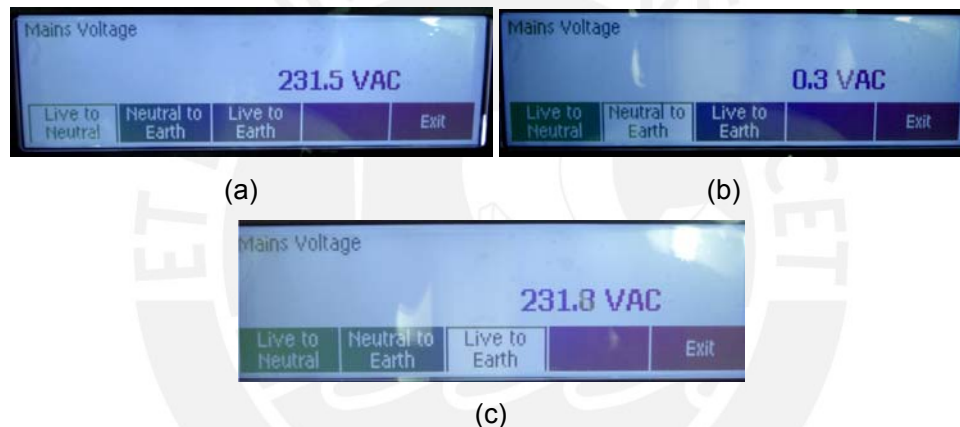 Mains Voltage
231.5 VAC
Live to Neutral
Neutral to Earth
Live to Earth
Exit
(a)
Mains Voltage
0.3 VAC
Live to Neutral
Neutral to Earth
Live to Earth
Exit
(b)
Mains Voltage
231.8 VAC
Live to Neutral
Neutral to Earth
Live to Earth
Exit
(c)